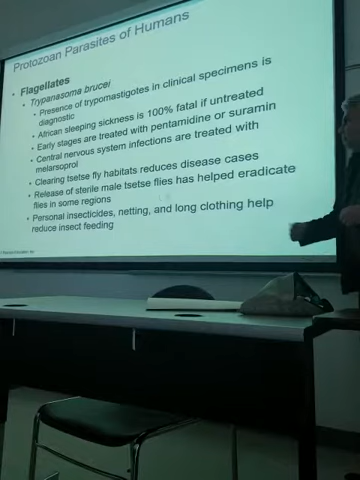 Protozoan Parasites of Humans
• Flagellates
• Trypanasoma brucei
• Presence of trypomastigotes in clinical specimens is
diagnostic
• African sleeping sickness is 100% fatal if untreated
• Early stages are treated with pentamidine or suramin
• Central nervous system infections are treated with
melarsoprol
• Clearing tsetse fly habitats reduces disease cases
• Release of sterile male tsetse flies has helped eradicate
flies in some regions
• Personal insecticides, netting, and long clothing help
reduce insect feeding